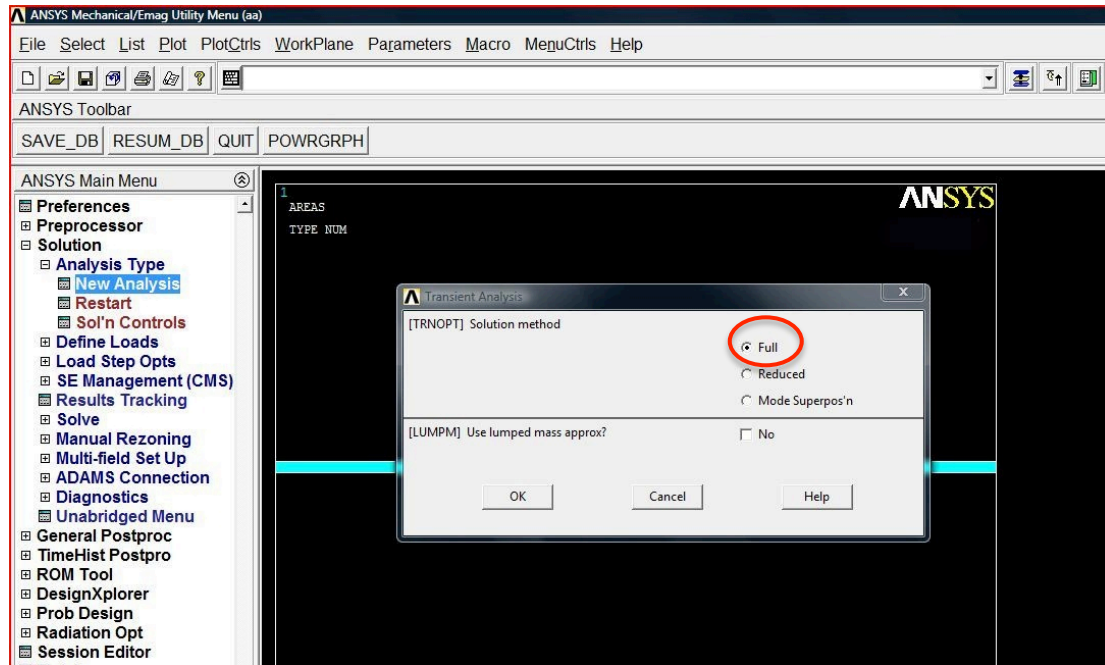 ANSYS Mechanical/Emag Utility Menu (aa)
File Select List Plot PlotCtrls WorkPlane Parameters Macro MenuCtrls Help
ANSYS Toolbar
SAVE_DB RESUM_DB QUIT POWRGRPH
ANSYS Main Menu
Preferences
Preprocessor
Solution
Analysis Type
New Analysis
Restart
Sol'n Controls
Define Loads
Load Step Opts
SE Management (CMS)
Results Tracking
Solve
Manual Rezoning
Multi-field Set Up
ADAMS Connection
Diagnostics
Unabridged Menu
General Postproc
TimeHist Postpro
ROM Tool
DesignXplorer
Prob Design
Radiation Opt
Session Editor
1
AREAS
TYPE NUM
ANSYS
Transient Analysis
[TRNOPT] Solution method
Full
Reduced
Mode Superpos'n
[LUMPM] Use lumped mass approx?
No
OK Cancel Help